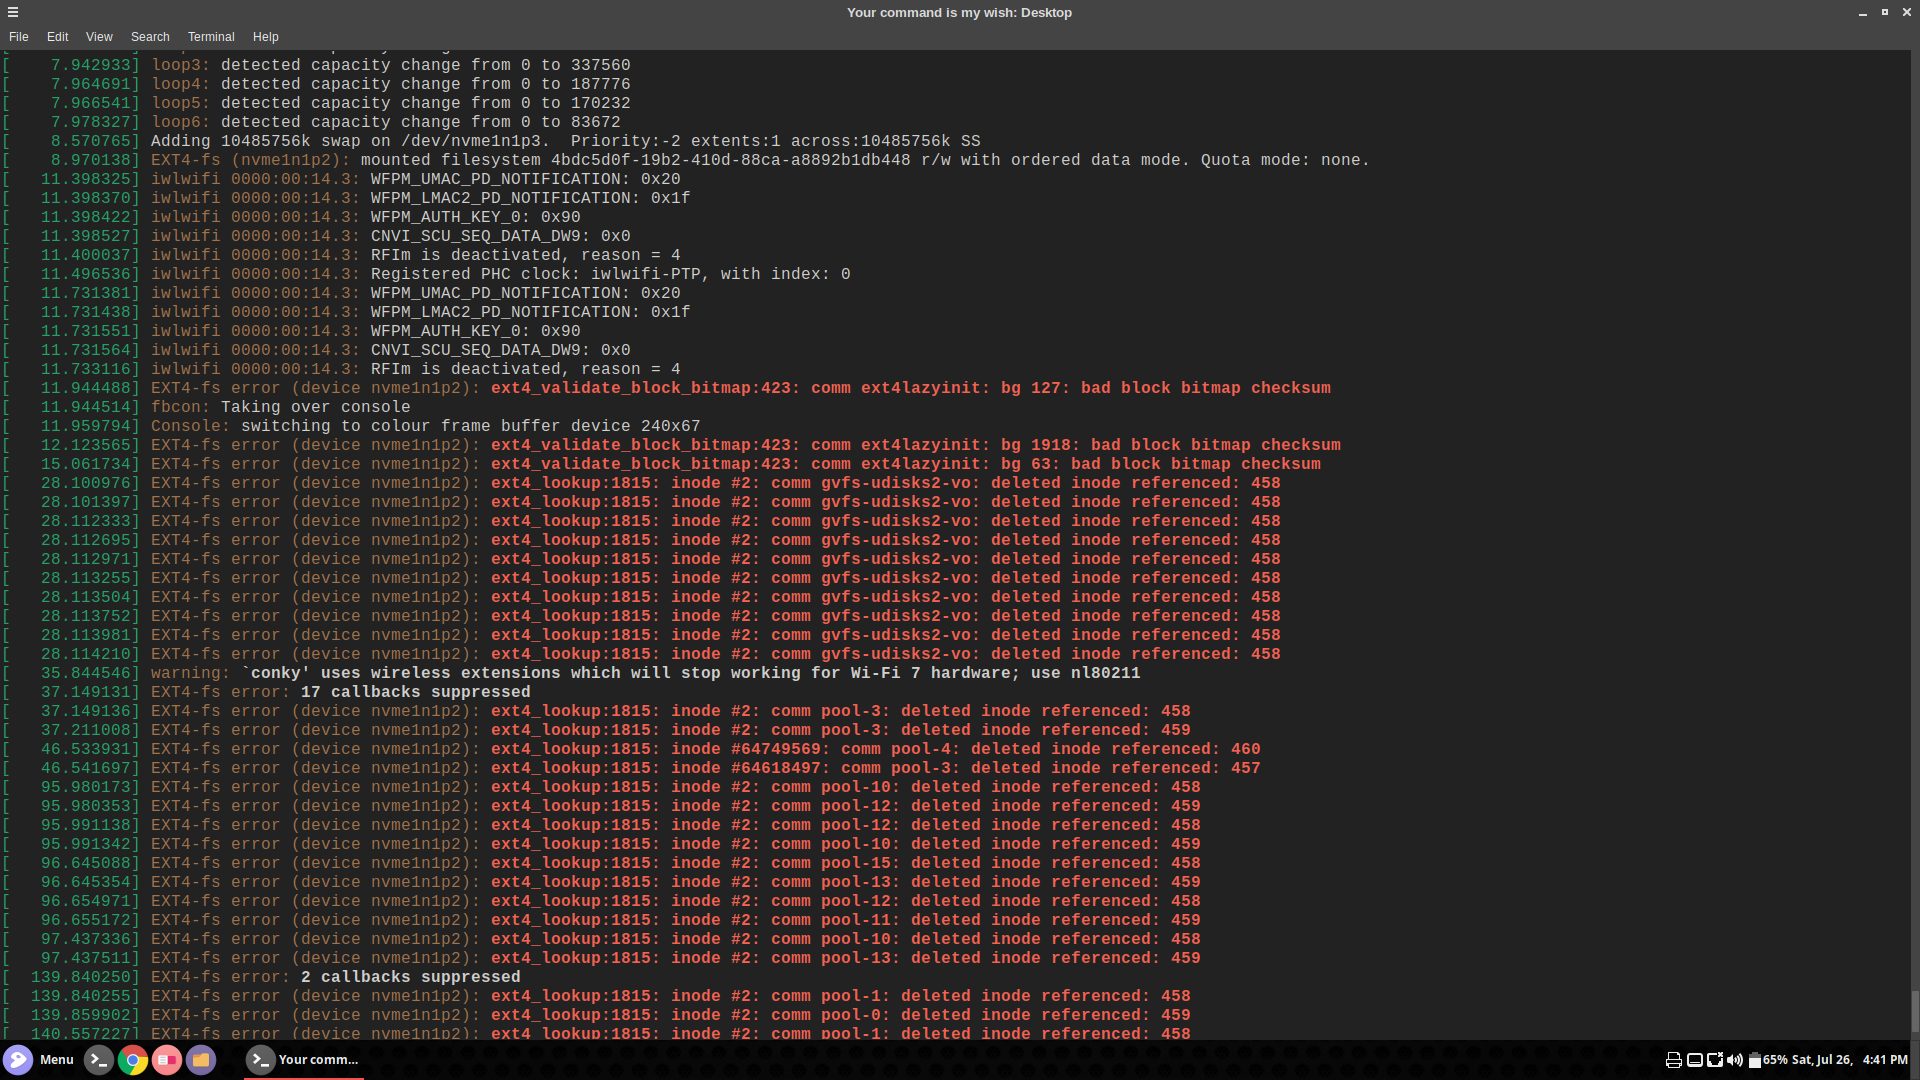 Your command is my wish: Desktop
File Edit View Search Terminal Help
[    7.942933] loop3: detected capacity change from 0 to 337560
[    7.964691] loop4: detected capacity change from 0 to 187776
[    7.966541] loop5: detected capacity change from 0 to 170232
[    7.978327] loop6: detected capacity change from 0 to 83672
[    8.570765] Adding 10485756k swap on /dev/nvme1n1p3.  Priority:-2 extents:1 across:10485756k SS
[    8.970138] EXT4-fs (nvme1n1p2): mounted filesystem 4bdc5d0f-19b2-410d-88ca-a8892b1db448 r/w with ordered data mode. Quota mode: none.
[   11.398325] iwlwifi 0000:00:14.3: WFPM_UMAC_PD_NOTIFICATION: 0x20
[   11.398370] iwlwifi 0000:00:14.3: WFPM_LMAC2_PD_NOTIFICATION: 0x1f
[   11.398422] iwlwifi 0000:00:14.3: WFPM_AUTH_KEY_0: 0x90
[   11.398527] iwlwifi 0000:00:14.3: CNVI_SCU_SEQ_DATA_DW9: 0x0
[   11.400037] iwlwifi 0000:00:14.3: RFIm is deactivated, reason = 4
[   11.496536] iwlwifi 0000:00:14.3: Registered PHC clock: iwlwifi-PTP, with index: 0
[   11.731381] iwlwifi 0000:00:14.3: WFPM_UMAC_PD_NOTIFICATION: 0x20
[   11.731438] iwlwifi 0000:00:14.3: WFPM_LMAC2_PD_NOTIFICATION: 0x1f
[   11.731551] iwlwifi 0000:00:14.3: WFPM_AUTH_KEY_0: 0x90
[   11.731564] iwlwifi 0000:00:14.3: CNVI_SCU_SEQ_DATA_DW9: 0x0
[   11.733116] iwlwifi 0000:00:14.3: RFIm is deactivated, reason = 4
[   11.944488] EXT4-fs error (device nvme1n1p2): ext4_validate_block_bitmap:423: comm ext4lazyinit: bg 127: bad block bitmap checksum
[   11.944514] fbcon: Taking over console
[   11.959794] Console: switching to colour frame buffer device 240x67
[   12.123565] EXT4-fs error (device nvme1n1p2): ext4_validate_block_bitmap:423: comm ext4lazyinit: bg 1918: bad block bitmap checksum
[   15.061734] EXT4-fs error (device nvme1n1p2): ext4_validate_block_bitmap:423: comm ext4lazyinit: bg 63: bad block bitmap checksum
[   28.100976] EXT4-fs error (device nvme1n1p2): ext4_lookup:1815: inode #2: comm gvfs-udisks2-vo: deleted inode referenced: 458
[   28.101397] EXT4-fs error (device nvme1n1p2): ext4_lookup:1815: inode #2: comm gvfs-udisks2-vo: deleted inode referenced: 458
[   28.112333] EXT4-fs error (device nvme1n1p2): ext4_lookup:1815: inode #2: comm gvfs-udisks2-vo: deleted inode referenced: 458
[   28.112695] EXT4-fs error (device nvme1n1p2): ext4_lookup:1815: inode #2: comm gvfs-udisks2-vo: deleted inode referenced: 458
[   28.112971] EXT4-fs error (device nvme1n1p2): ext4_lookup:1815: inode #2: comm gvfs-udisks2-vo: deleted inode referenced: 458
[   28.113255] EXT4-fs error (device nvme1n1p2): ext4_lookup:1815: inode #2: comm gvfs-udisks2-vo: deleted inode referenced: 458
[   28.113504] EXT4-fs error (device nvme1n1p2): ext4_lookup:1815: inode #2: comm gvfs-udisks2-vo: deleted inode referenced: 458
[   28.113752] EXT4-fs error (device nvme1n1p2): ext4_lookup:1815: inode #2: comm gvfs-udisks2-vo: deleted inode referenced: 458
[   28.113981] EXT4-fs error (device nvme1n1p2): ext4_lookup:1815: inode #2: comm gvfs-udisks2-vo: deleted inode referenced: 458
[   28.114210] EXT4-fs error (device nvme1n1p2): ext4_lookup:1815: inode #2: comm gvfs-udisks2-vo: deleted inode referenced: 458
[   35.844546] warning: `conky' uses wireless extensions which will stop working for Wi-Fi 7 hardware; use nl80211
[   37.149131] EXT4-fs error: 17 callbacks suppressed
[   37.149136] EXT4-fs error (device nvme1n1p2): ext4_lookup:1815: inode #2: comm pool-3: deleted inode referenced: 458
[   37.211008] EXT4-fs error (device nvme1n1p2): ext4_lookup:1815: inode #2: comm pool-3: deleted inode referenced: 459
[   46.533931] EXT4-fs error (device nvme1n1p2): ext4_lookup:1815: inode #64749569: comm pool-4: deleted inode referenced: 460
[   46.541697] EXT4-fs error (device nvme1n1p2): ext4_lookup:1815: inode #64618497: comm pool-3: deleted inode referenced: 457
[   95.980173] EXT4-fs error (device nvme1n1p2): ext4_lookup:1815: inode #2: comm pool-10: deleted inode referenced: 458
[   95.980353] EXT4-fs error (device nvme1n1p2): ext4_lookup:1815: inode #2: comm pool-12: deleted inode referenced: 459
[   95.991138] EXT4-fs error (device nvme1n1p2): ext4_lookup:1815: inode #2: comm pool-12: deleted inode referenced: 458
[   95.991342] EXT4-fs error (device nvme1n1p2): ext4_lookup:1815: inode #2: comm pool-10: deleted inode referenced: 459
[   96.645088] EXT4-fs error (device nvme1n1p2): ext4_lookup:1815: inode #2: comm pool-15: deleted inode referenced: 458
[   96.645354] EXT4-fs error (device nvme1n1p2): ext4_lookup:1815: inode #2: comm pool-13: deleted inode referenced: 459
[   96.654971] EXT4-fs error (device nvme1n1p2): ext4_lookup:1815: inode #2: comm pool-12: deleted inode referenced: 458
[   96.655172] EXT4-fs error (device nvme1n1p2): ext4_lookup:1815: inode #2: comm pool-11: deleted inode referenced: 459
[   97.437336] EXT4-fs error (device nvme1n1p2): ext4_lookup:1815: inode #2: comm pool-10: deleted inode referenced: 458
[   97.437511] EXT4-fs error (device nvme1n1p2): ext4_lookup:1815: inode #2: comm pool-13: deleted inode referenced: 459
[  139.840250] EXT4-fs error: 2 callbacks suppressed
[  139.840255] EXT4-fs error (device nvme1n1p2): ext4_lookup:1815: inode #2: comm pool-1: deleted inode referenced: 458
[  139.859902] EXT4-fs error (device nvme1n1p2): ext4_lookup:1815: inode #2: comm pool-0: deleted inode referenced: 459
[  140.557227] EXT4-fs error (device nvme1n1p2): ext4_lookup:1815: inode #2: comm pool-1: deleted inode referenced: 458
Menu Your comm... 65% Sat, Jul 26, 4:41 PM